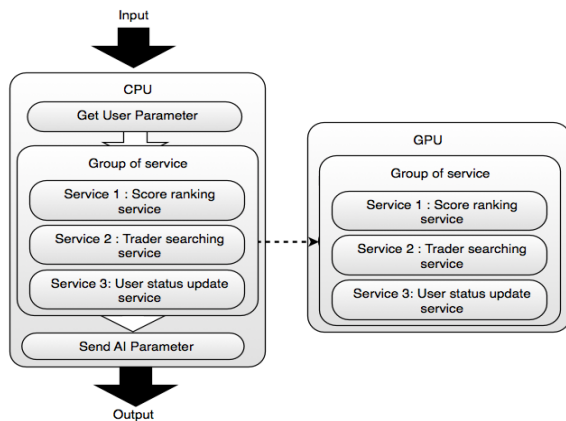 Input
CPU
Get User Parameter
Group of service
Service 1 : Score ranking
service
Service 2 : Trader searching
service
Service 3: User status update
service
Send AI Parameter
Output
GPU
Group of service
Service 1 : Score ranking
service
Service 2 : Trader searching
service
Service 3: User status update
service